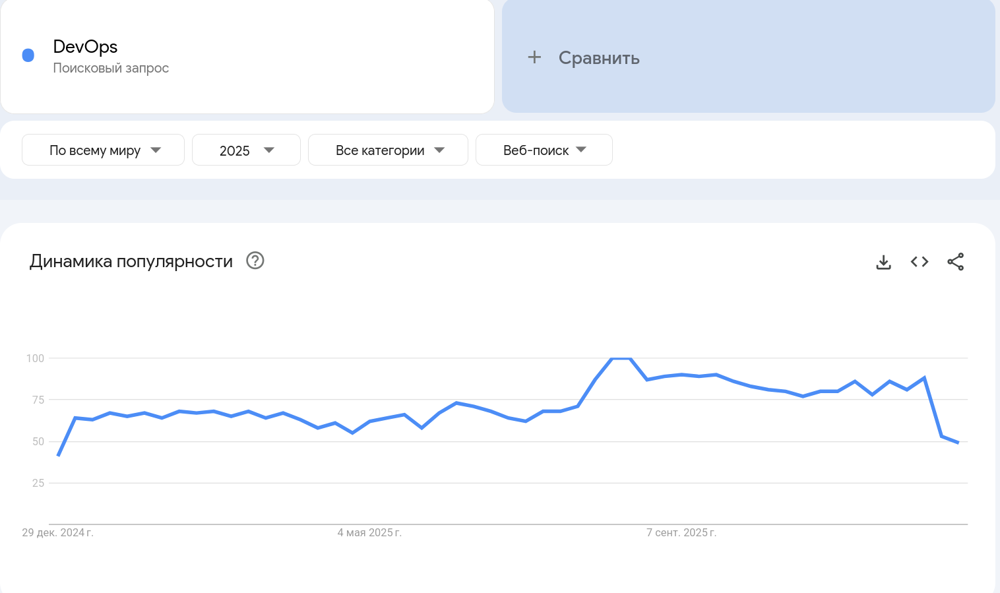 DevOps
Поисковый запрос
+ Сравнить
По всему миру
2025
Все категории
Веб-поиск
Динамика популярности
100
75
50
25
29 дек. 2024 г.
4 мая 2025 г.
7 сент. 2025 г.